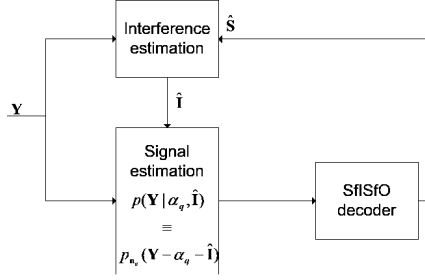 Interference
estimation
Ŝ
Y
Î
Signal
estimation
p(Y | α_q, Î)
≡
p_{n_e}(Y − α_q − Î)
SfISfO
decoder